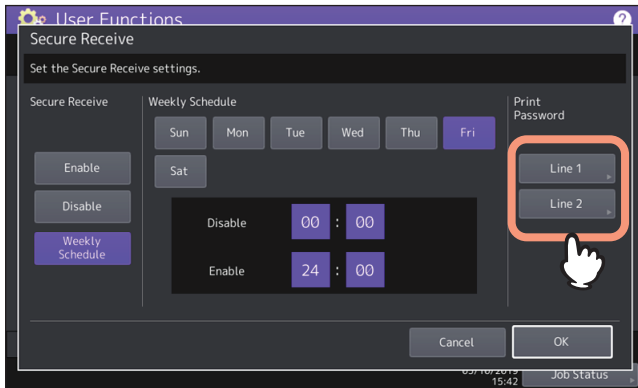 User Functions
?
Secure Receive
Set the Secure Receive settings.
Secure Receive
Enable
Disable
Weekly
Schedule
Weekly Schedule
Sun Mon Tue Wed Thu Fri
Sat
Disable 00 : 00
Enable 24 : 00
Print
Password
Line 1
Line 2
Cancel OK
15:42 Job Status